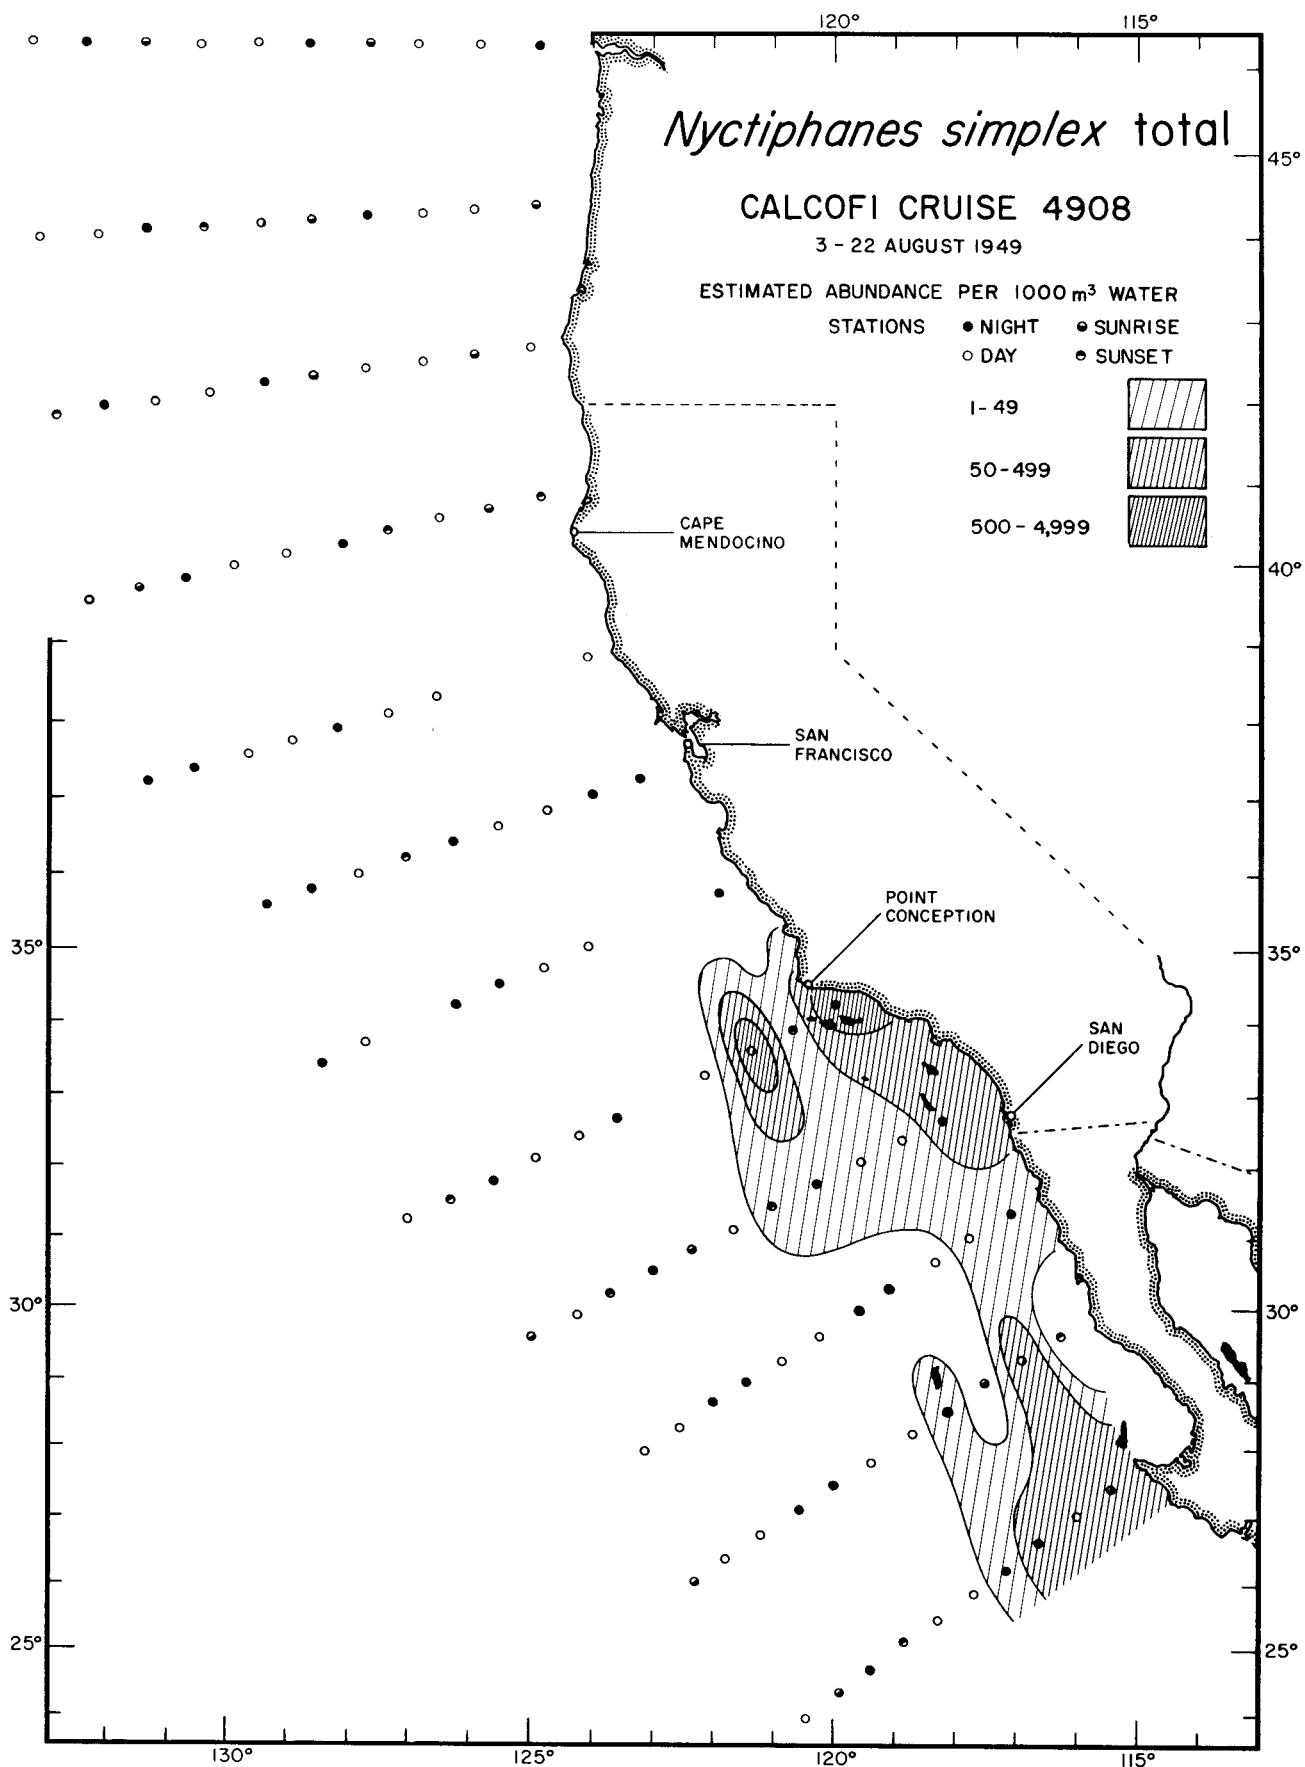 120° 115°
Nyctiphanes simplex total
45°
CALCOFI CRUISE 4908
3 - 22 AUGUST 1949
ESTIMATED ABUNDANCE PER 1000 m³ WATER
STATIONS NIGHT SUNRISE
DAY SUNSET
1 - 49
50 - 499
500 - 4,999
CAPE
MENDOCINO
40°
SAN
FRANCISCO
POINT
CONCEPTION
35° 35°
SAN
DIEGO
30° 30°
25° 25°
130° 125° 120° 115°